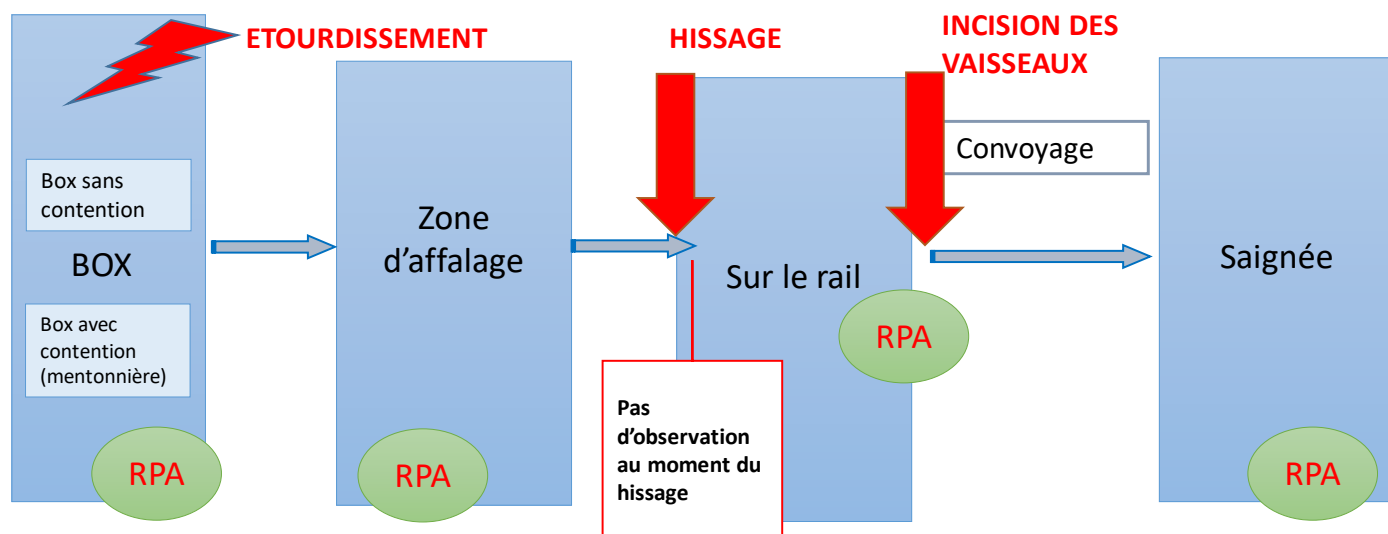 ETOURDISSEMENT
HISSAGE
INCISION DES
VAISSEAUX
Box sans
contention
BOX
Box avec
contention
(mentonnière)
RPA
Zone
d’affalage
RPA
Sur le rail
RPA
Pas
d’observation
au moment du
hissage
Convoyage
Saignée
RPA